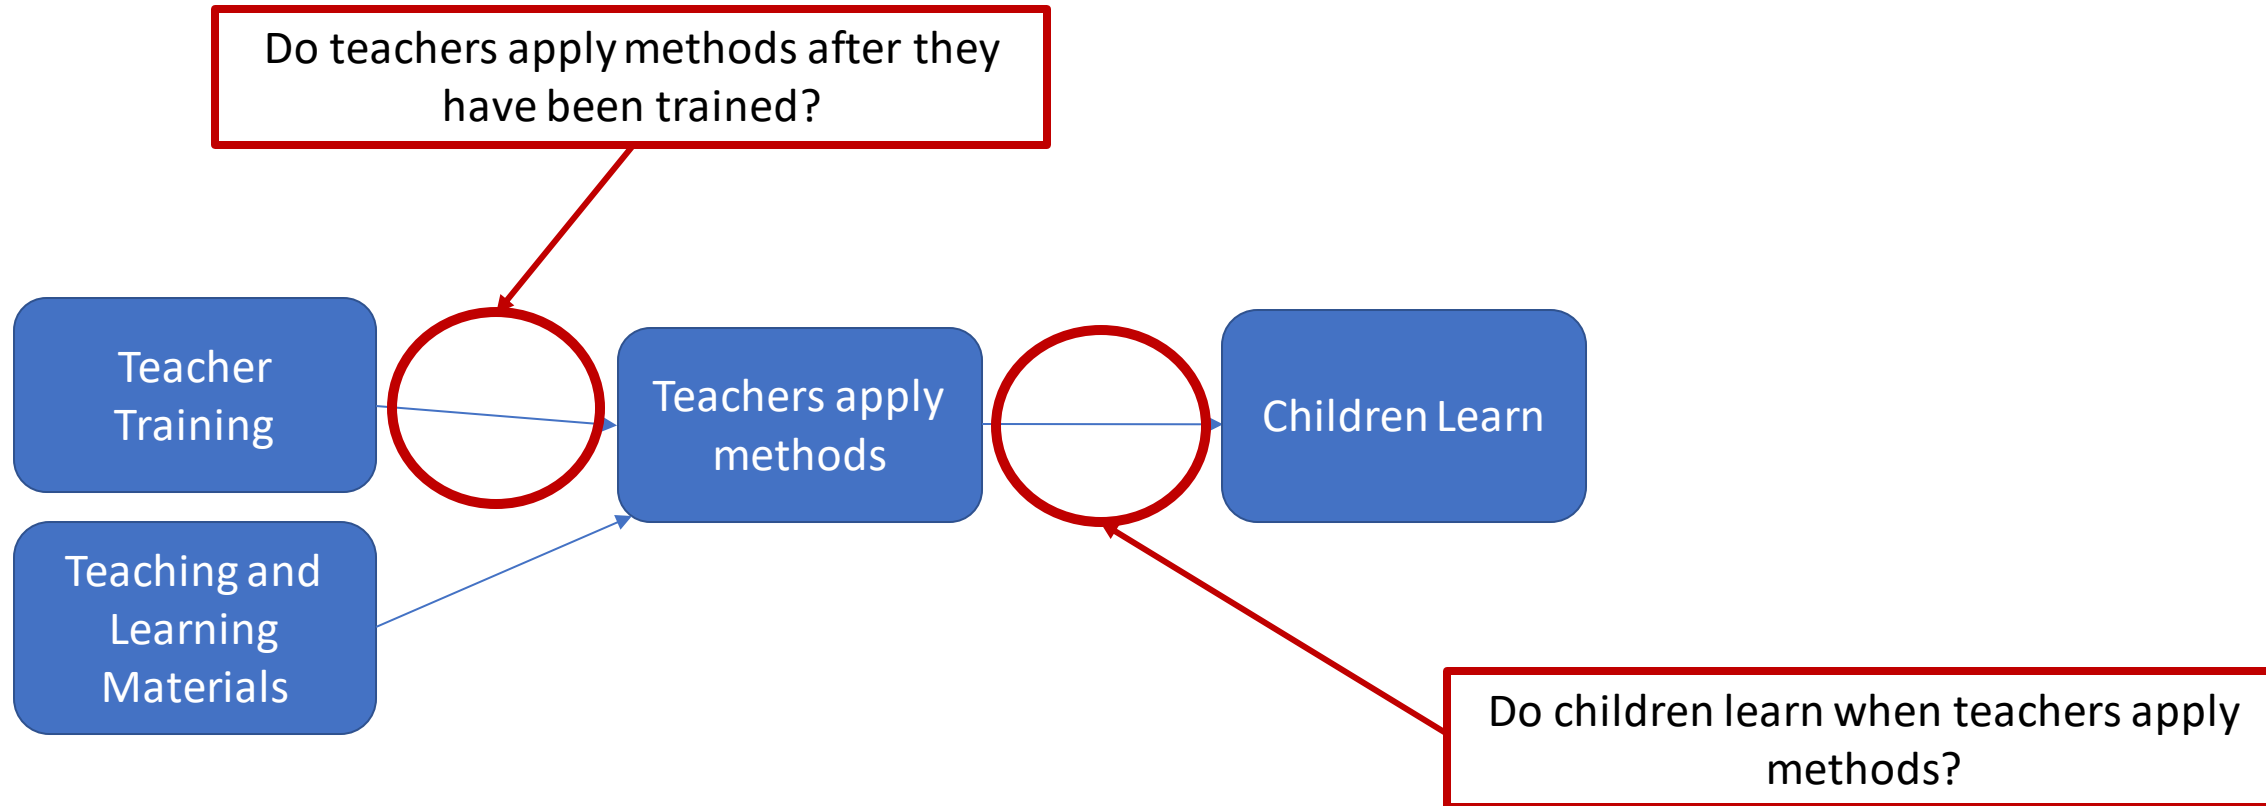 Do teachers apply methods after they
have been trained?
Teacher
Training
Teachers apply
methods
Children Learn
Teaching and
Learning
Materials
Do children learn when teachers apply
methods?